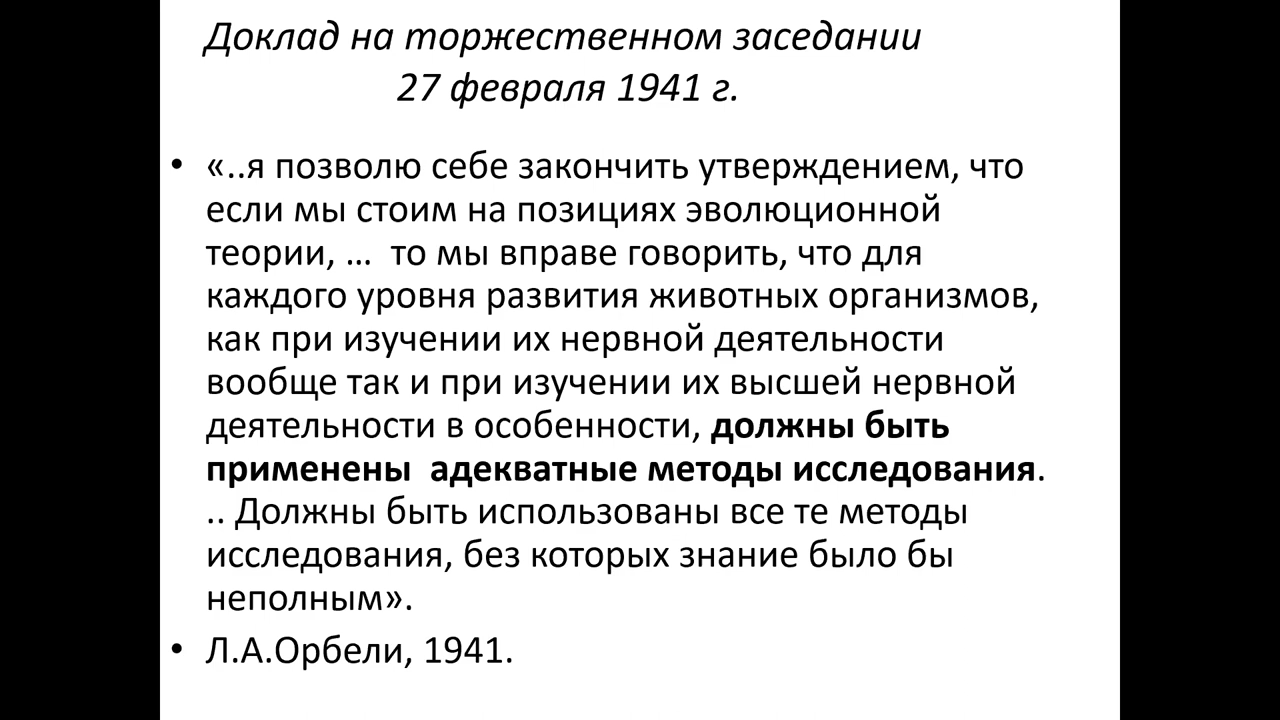 Доклад на торжественном заседании
27 февраля 1941 г.
• «..я позволю себе закончить утверждением, что
если мы стоим на позициях эволюционной
теории, ... то мы вправе говорить, что для
каждого уровня развития животных организмов,
как при изучении их нервной деятельности
вообще так и при изучении их высшей нервной
деятельности в особенности, должны быть
применены адекватные методы исследования.
.. Должны быть использованы все те методы
исследования, без которых знание было бы
неполным».
• Л.А.Орбели, 1941.